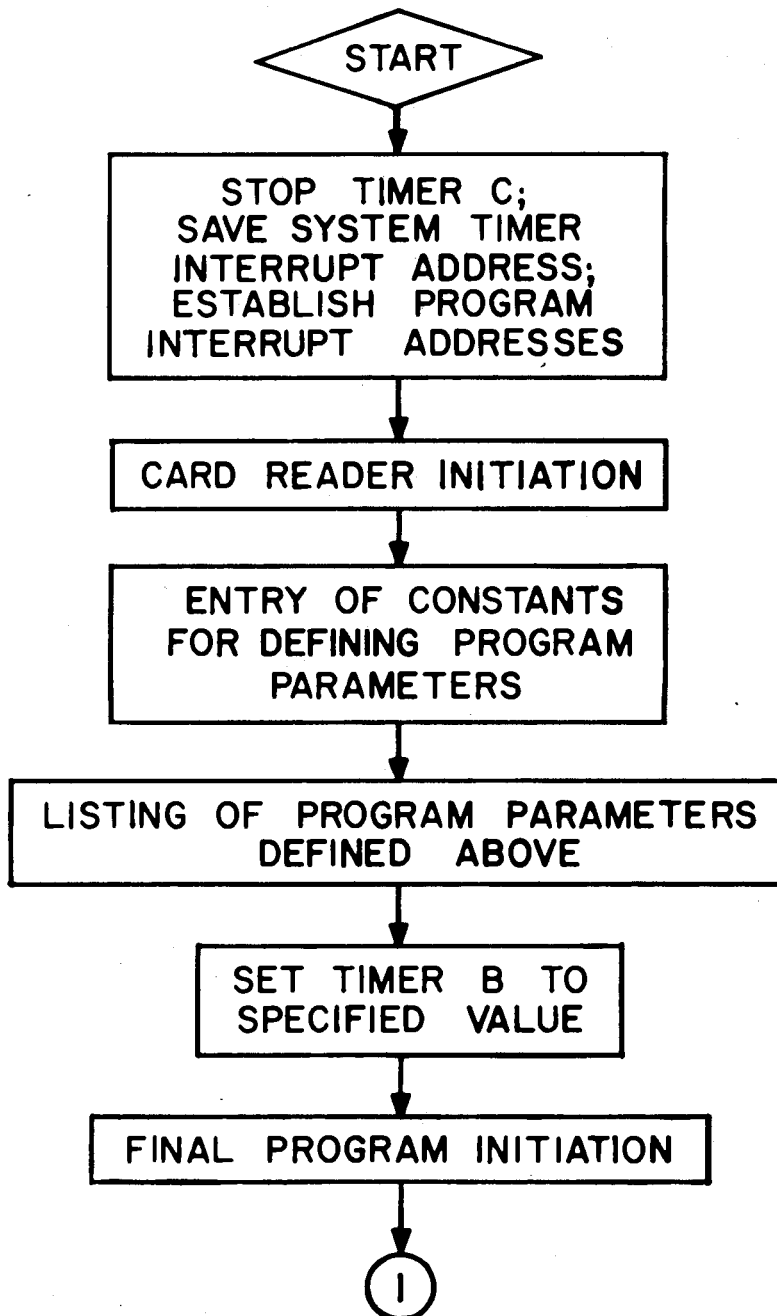 START
STOP TIMER C;
SAVE SYSTEM TIMER
INTERRUPT ADDRESS;
ESTABLISH PROGRAM
INTERRUPT ADDRESSES
CARD READER INITIATION
ENTRY OF CONSTANTS
FOR DEFINING PROGRAM
PARAMETERS
LISTING OF PROGRAM PARAMETERS
DEFINED ABOVE
SET TIMER B TO
SPECIFIED VALUE
FINAL PROGRAM INITIATION
1